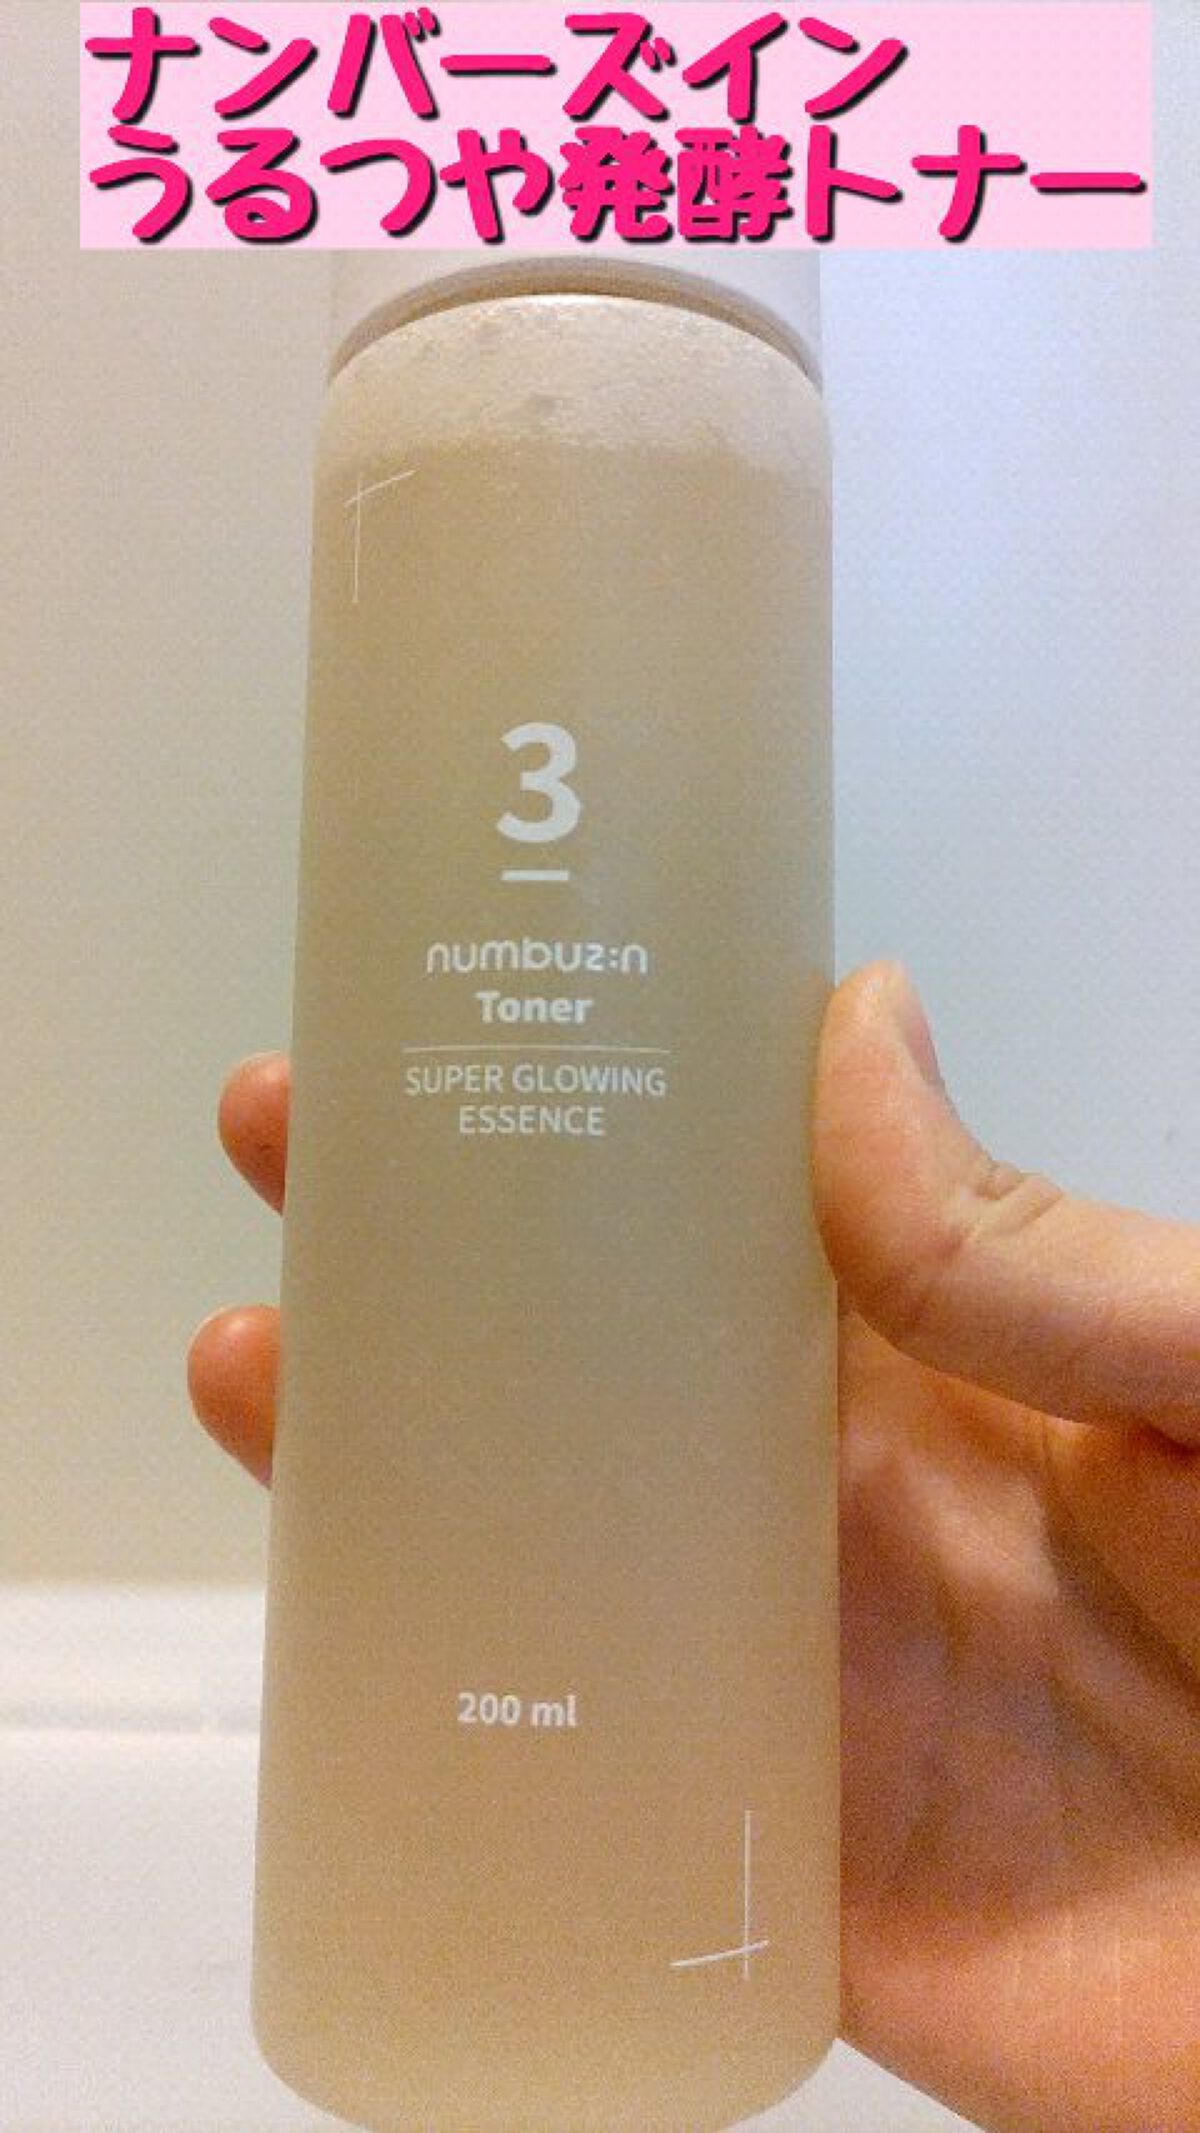 ナンバーズイン
うるつや発酵トナー
3
numbuz:n
Toner
SUPER GLOWING
ESSENCE
200 ml